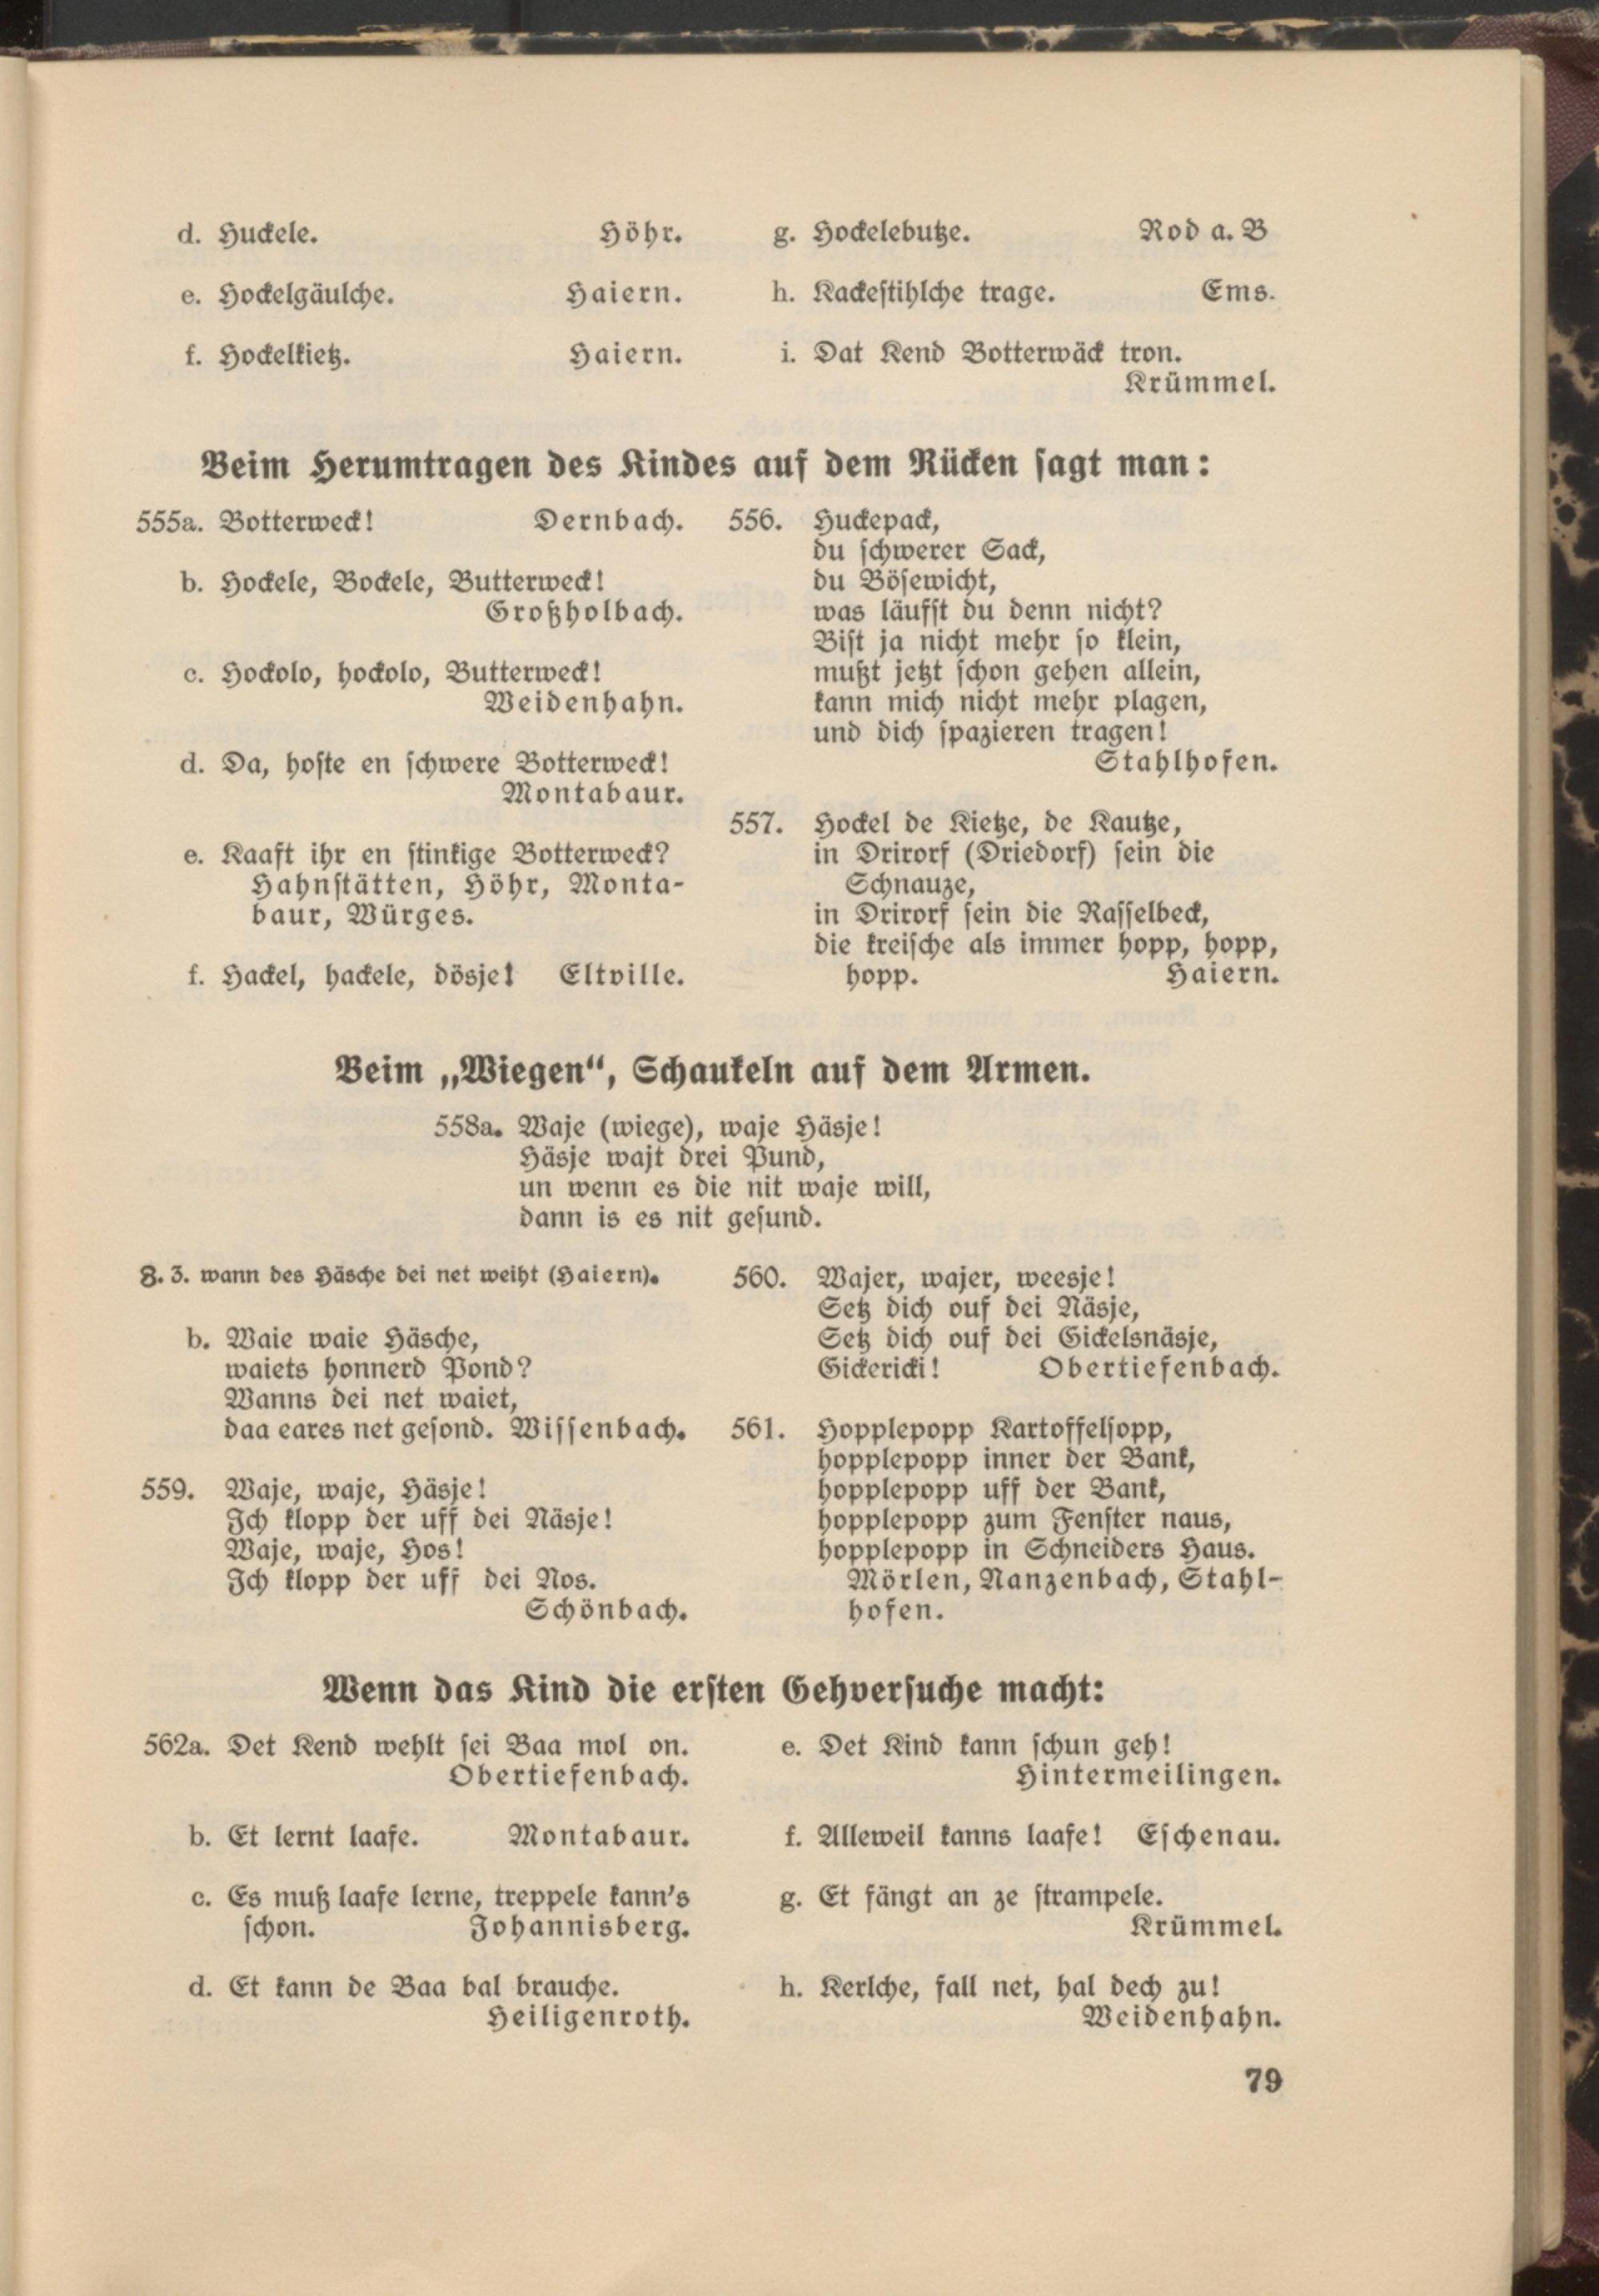 d. Huckele. Höhr.
e. Hockelgäulche. Haiern.
f. Hockelkietz. Haiern.
g. Hockelebutze. Rod a. B
h. Kackestihlche trage. Ems.
i. Dat Kend Botterwäck tron.
Krümmel.
Beim Herumtragen des Kindes auf dem Rücken sagt man:
555a. Botterweck! Dernbach.
b. Hockele, Bockele, Butterweck!
Großholbach.
c. Hockolo, hockolo, Butterweck!
Weidenhahn.
d. Da, hoste en schwere Botterweck!
Montabaur.
e. Kaaft ihr en stinkige Botterweck?
Hahnstätten, Höhr, Monta-
baur, Würges.
f. Hackel, hackele, dösje! Eltville.
556. Huckepack,
du schwerer Sack,
du Bösewicht,
was läufst du denn nicht?
Bist ja nicht mehr so klein,
mußt jetzt schon gehen allein,
kann mich nicht mehr plagen,
und dich spazieren tragen!
Stahlhofen.
557. Hockel de Kietze, de Kautze,
in Drirorf (Driedorf) sein die
Schnauze,
in Drirorf sein die Rasselbeck,
die kreische als immer hopp, hopp,
hopp. Haiern.
Beim „Wiegen“, Schaukeln auf dem Armen.
558a. Waje (wiege), waje Häsje!
Häsje wajt drei Pund,
un wenn es die nit waje will,
dann is es nit gesund.
Z. 3. wann des Häsche dei net weiht (Haiern).
b. Waie waie Häsche,
waiets honnerd Pond?
Wanns dei net waiet,
daa eares net gesond. Wissenbach.
559. Waje, waje, Häsje!
Ich klopp der uff dei Näsje!
Waje, waje, Hos!
Ich klopp der uff dei Nos.
Schönbach.
560. Wajer, wajer, weesje!
Setz dich ouf dei Näsje,
Setz dich ouf dei Gickelsnäsje,
Gickericki! Obertiefenbach.
561. Hopplepopp Kartoffelsopp,
hopplepopp inner der Bank,
hopplepopp uff der Bank,
hopplepopp zum Fenster naus,
hopplepopp in Schneiders Haus.
Mörlen, Nanzenbach, Stahl-
hofen.
Wenn das Kind die ersten Gehversuche macht:
562a. Det Kend wehlt sei Baa mol on.
Obertiefenbach.
b. Et lernt laafe. Montabaur.
c. Es muß laafe lerne, treppele kann's
schon. Johannisberg.
d. Et kann de Baa bal brauche.
Heiligenroth.
e. Det Kind kann schun geh!
Hintermeilingen.
f. Alleweil kanns laafe! Eschenau.
g. Et fängt an ze strampele.
Krümmel.
h. Kerlche, fall net, hal dech zu!
Weidenhahn.
79